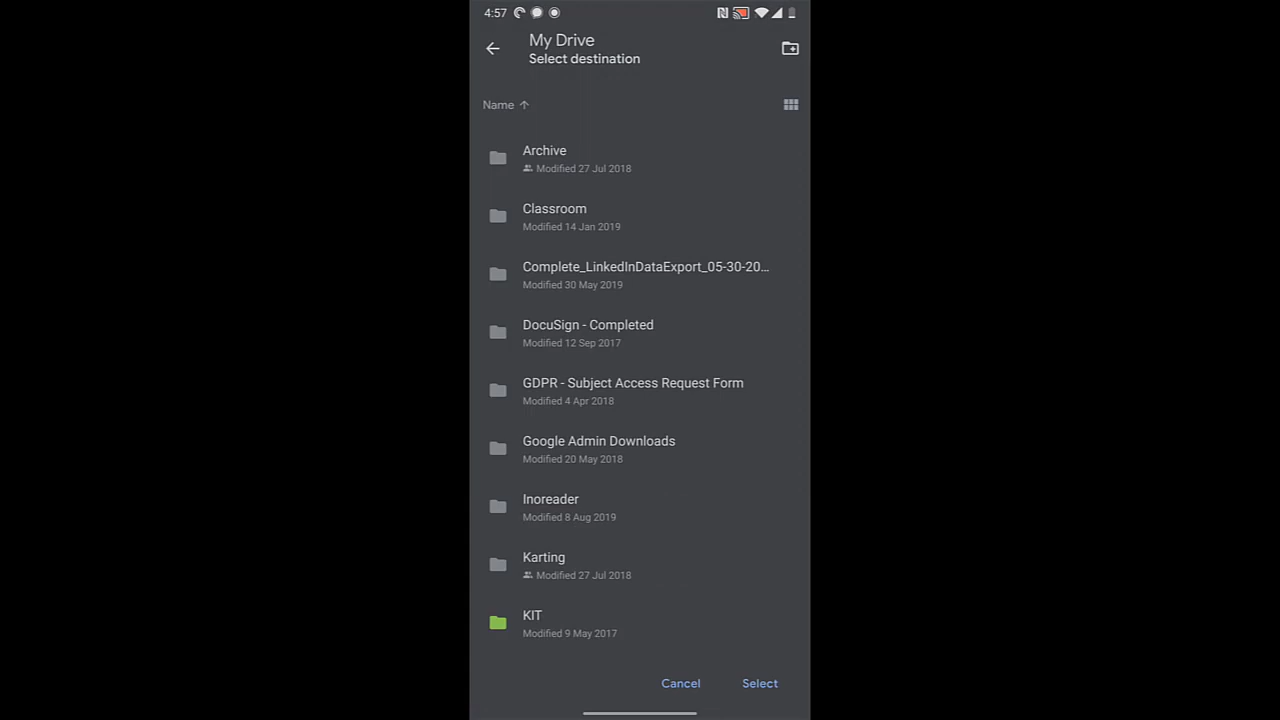 4:57
My Drive
Select destination
Name
Archive
Modified 27 Jul 2018
Classroom
Modified 14 Jan 2019
Complete_LinkedInDataExport_05-30-20...
Modified 30 May 2019
DocuSign - Completed
Modified 12 Sep 2017
GDPR - Subject Access Request Form
Modified 4 Apr 2018
Google Admin Downloads
Modified 20 May 2018
Inoreader
Modified 8 Aug 2019
Karting
Modified 27 Jul 2018
KIT
Modified 9 May 2017
Cancel Select